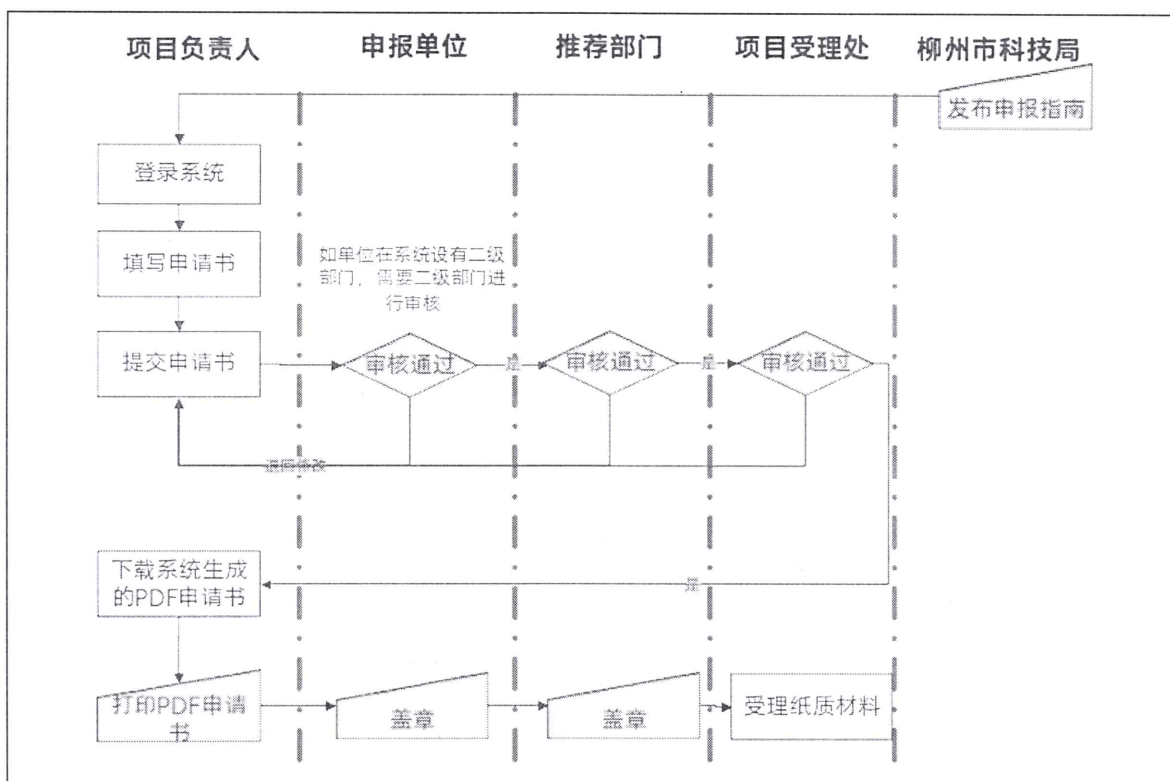 项目负责人 申报单位 推荐部门 项目受理处 柳州市科技局
发布申报指南
登录系统
填写申请书
如单位在系统设有二级
部门，需要二级部门进
行审核
提交申请书
审核通过
是
审核通过
是
审核通过
退回修改
下载系统生成
的PDF申请书
是
打印PDF申请
书
盖章
盖章
受理纸质材料